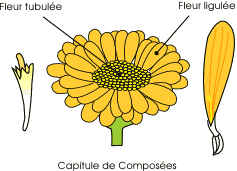 Fleur tubulée
Fleur ligulée
Capitule de Composées